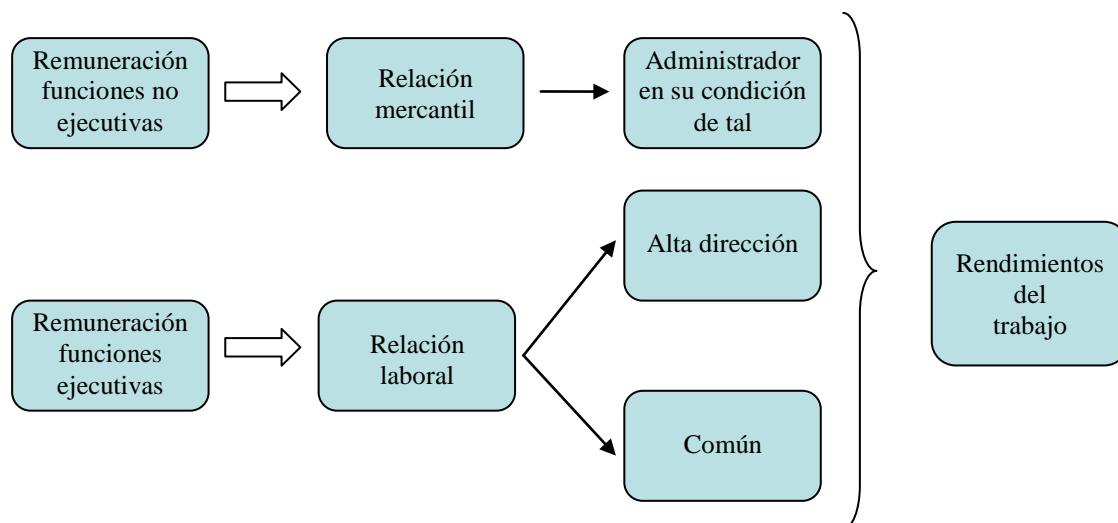 Remuneración
funciones no
ejecutivas
Relación
mercantil
Administrador
en su condición
de tal
Alta dirección
Rendimientos
del
trabajo
Remuneración
funciones
ejecutivas
Relación
laboral
Común